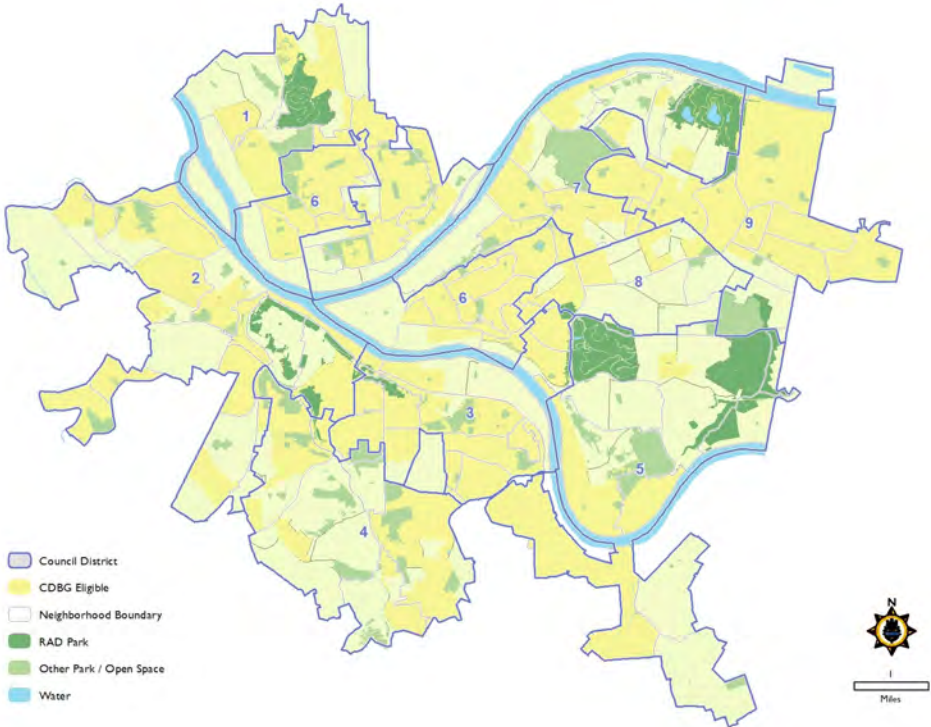 1
6
7
9
2
8
6
3
5
4
Council District
CDBG Eligible
Neighborhood Boundary
RAD Park
Other Park / Open Space
Water
N
1
Miles